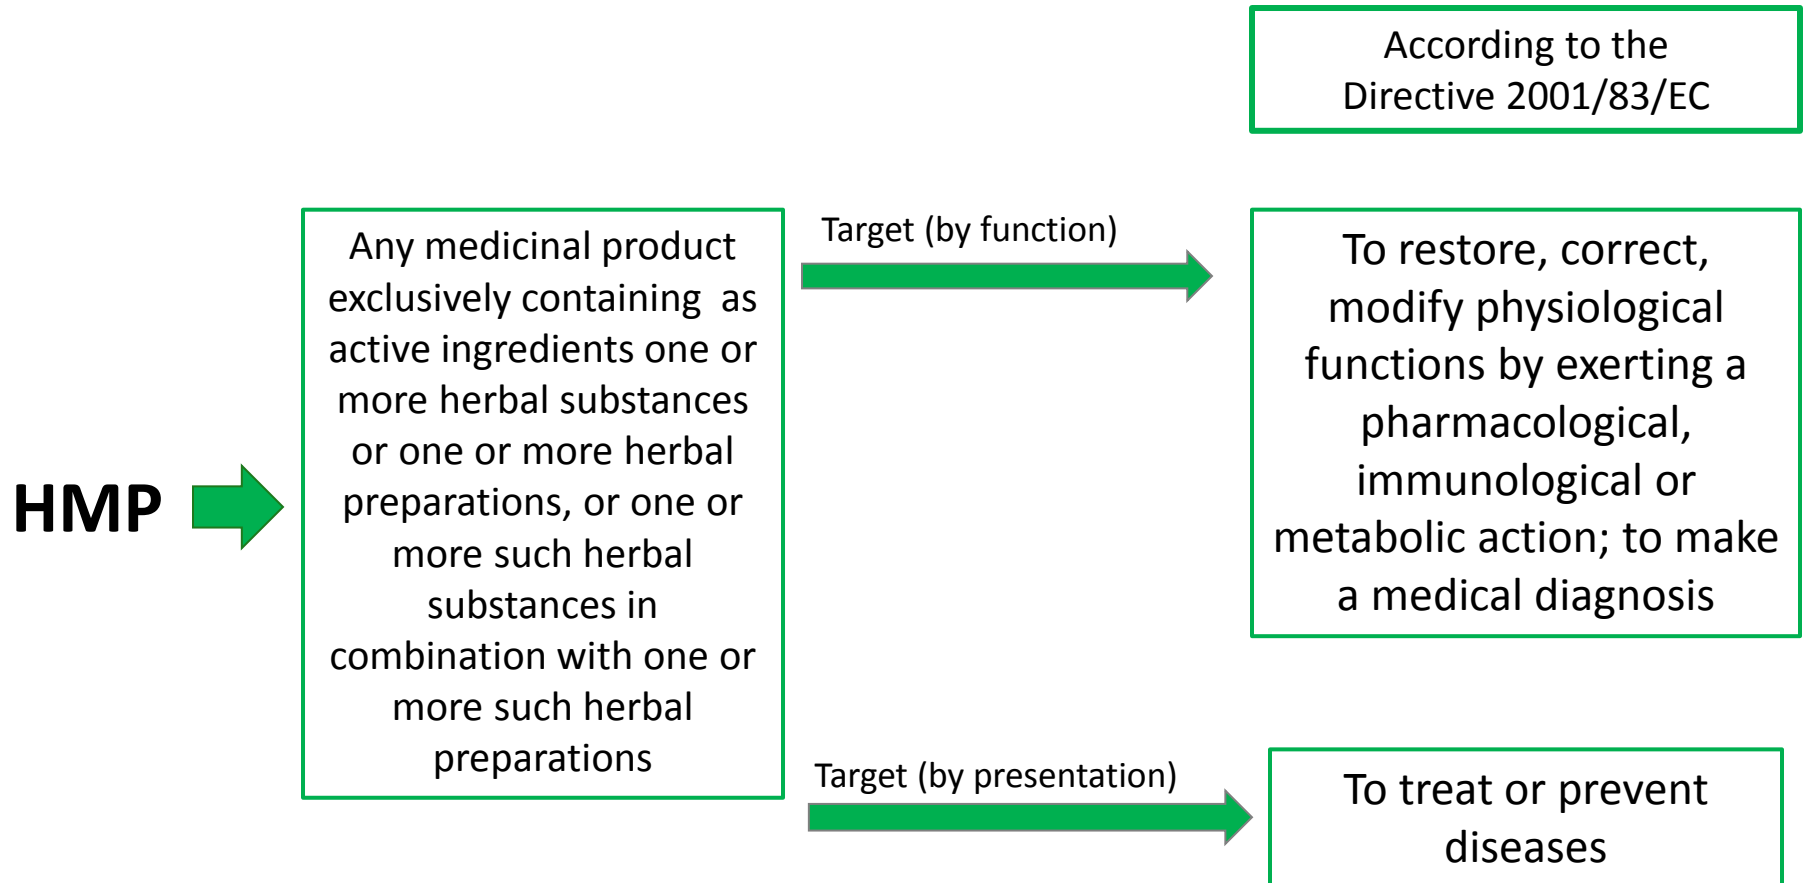 According to the
Directive 2001/83/EC
HMP
Any medicinal product
exclusively containing  as
active ingredients one or
more herbal substances
or one or more herbal
preparations, or one or
more such herbal
substances in
combination with one or
more such herbal
preparations
Target (by function)
To restore, correct,
modify physiological
functions by exerting a
pharmacological,
immunological or
metabolic action; to make
a medical diagnosis
Target (by presentation)
To treat or prevent
diseases